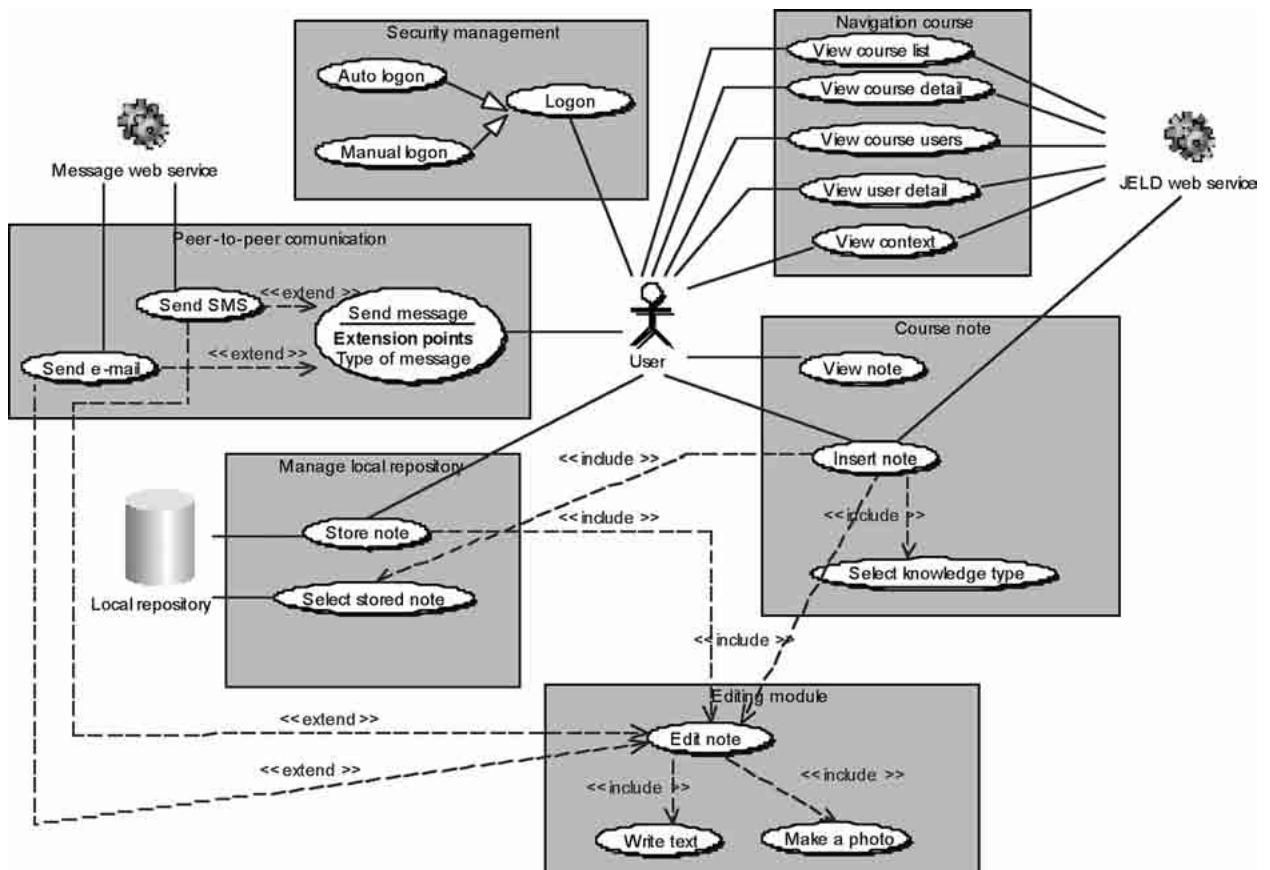 Security management
Auto logon
Logon
Manual logon
Navigation course
View course list
View course detail
View course users
View user detail
View context
Message web service
JELD web service
Peer-to-peer comunication
Send SMS
<<extend >>
Send message
Extension points
Type of message
Send e-mail
<<extend >>
User
Course note
View note
Insert note
<<include >>
Select knowledge type
Manage local repository
<<include >>
<<include >>
Store note
Select stored note
Local repository
<<include >>
Editing module
<<extend >>
Edit note
<<extend >>
<<include >>
<<include >>
Write text
Make a photo